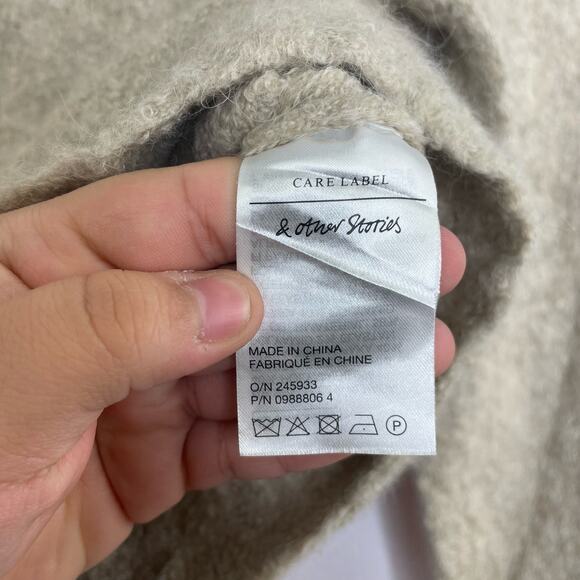 CARE LABEL
& other Stories
MADE IN CHINA
FABRIQUÉ EN CHINE
O/N 245933
P/N 0988806 4
P